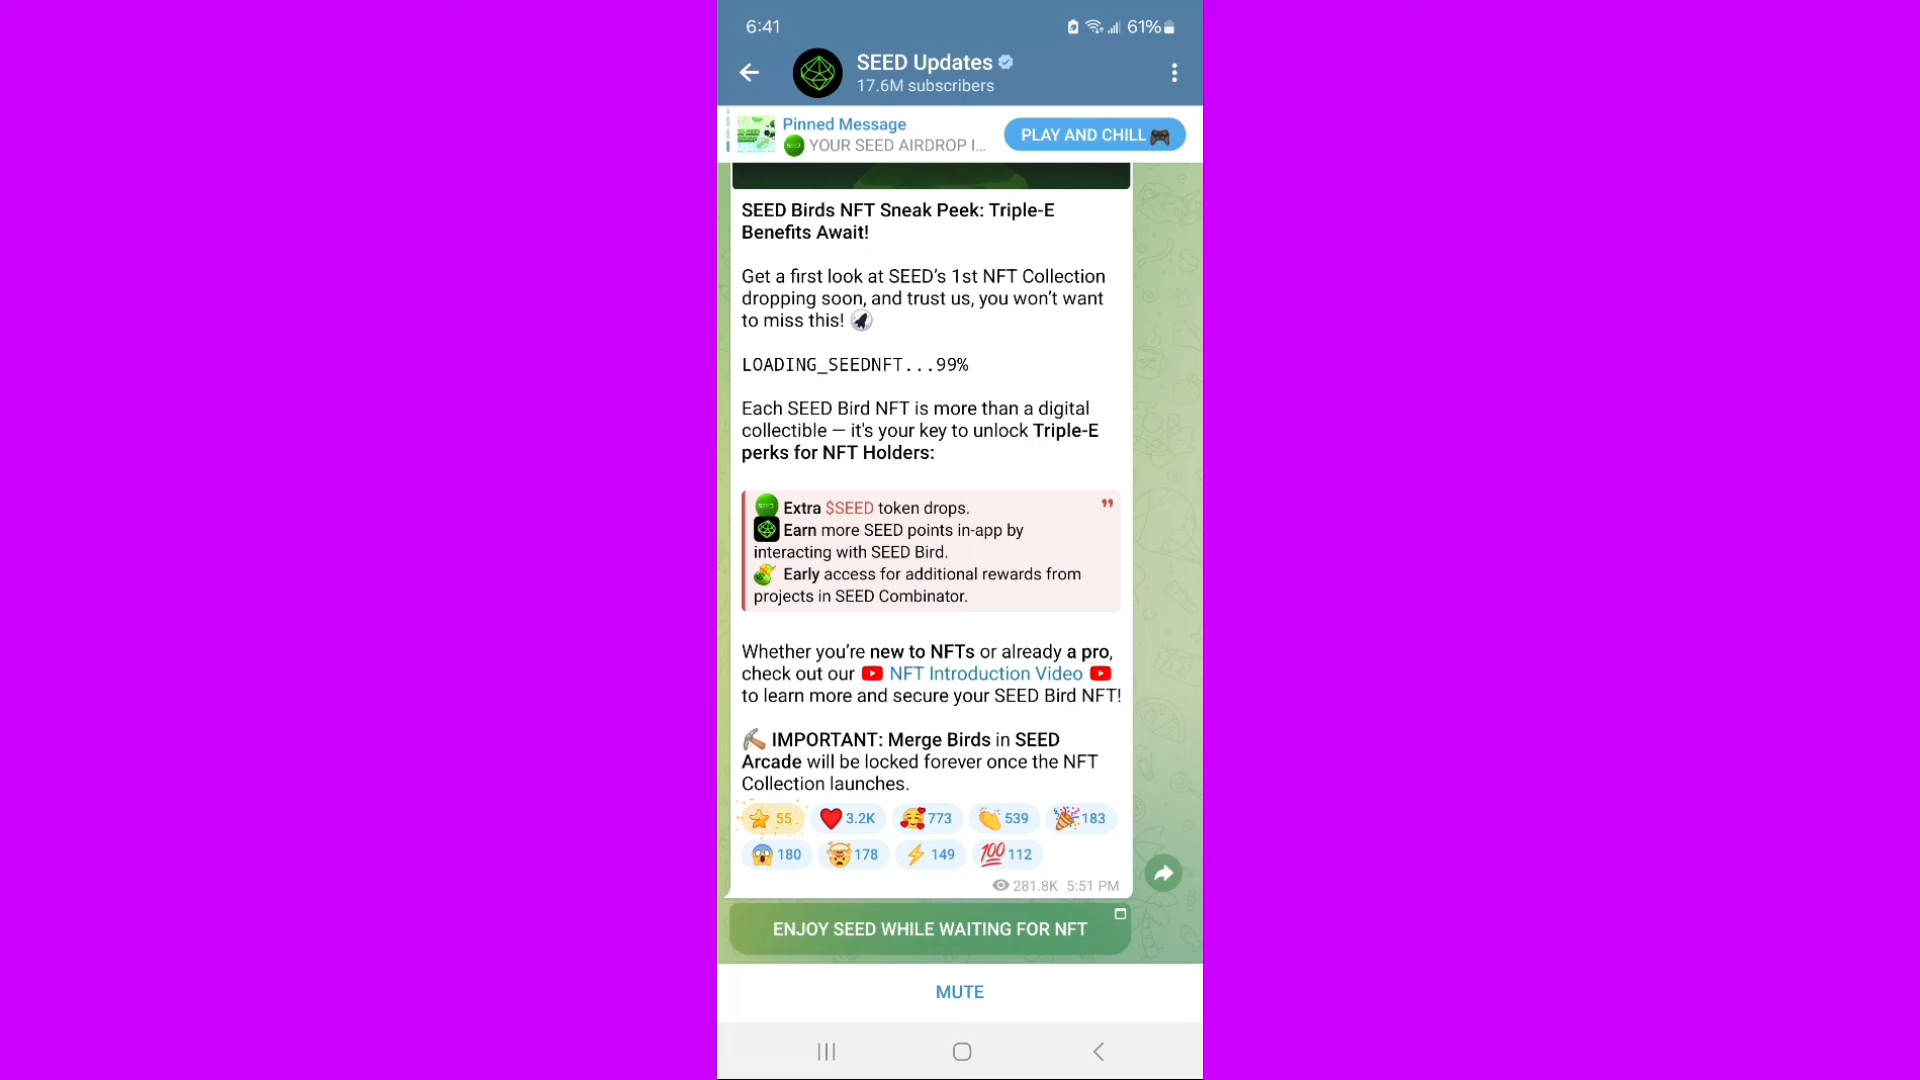 6:41
61%
SEED Updates
17.6M subscribers
Pinned Message
YOUR SEED AIRDROP I...
PLAY AND CHILL 🎮
SEED Birds NFT Sneak Peek: Triple-E
Benefits Await!
Get a first look at SEED’s 1st NFT Collection
dropping soon, and trust us, you won’t want
to miss this!
LOADING_SEEDNFT...99%
Each SEED Bird NFT is more than a digital
collectible — it's your key to unlock Triple-E
perks for NFT Holders:
Extra $SEED token drops.
Earn more SEED points in-app by
interacting with SEED Bird.
Early access for additional rewards from
projects in SEED Combinator.
Whether you’re new to NFTs or already a pro,
check out our NFT Introduction Video
to learn more and secure your SEED Bird NFT!
IMPORTANT: Merge Birds in SEED
Arcade will be locked forever once the NFT
Collection launches.
⭐ 55 ❤️ 3.2K 🥰 773 👏 539 🎉 183
😱 180 🤯 178 ⚡ 149 💯 112
281.8K 5:51 PM
ENJOY SEED WHILE WAITING FOR NFT
MUTE